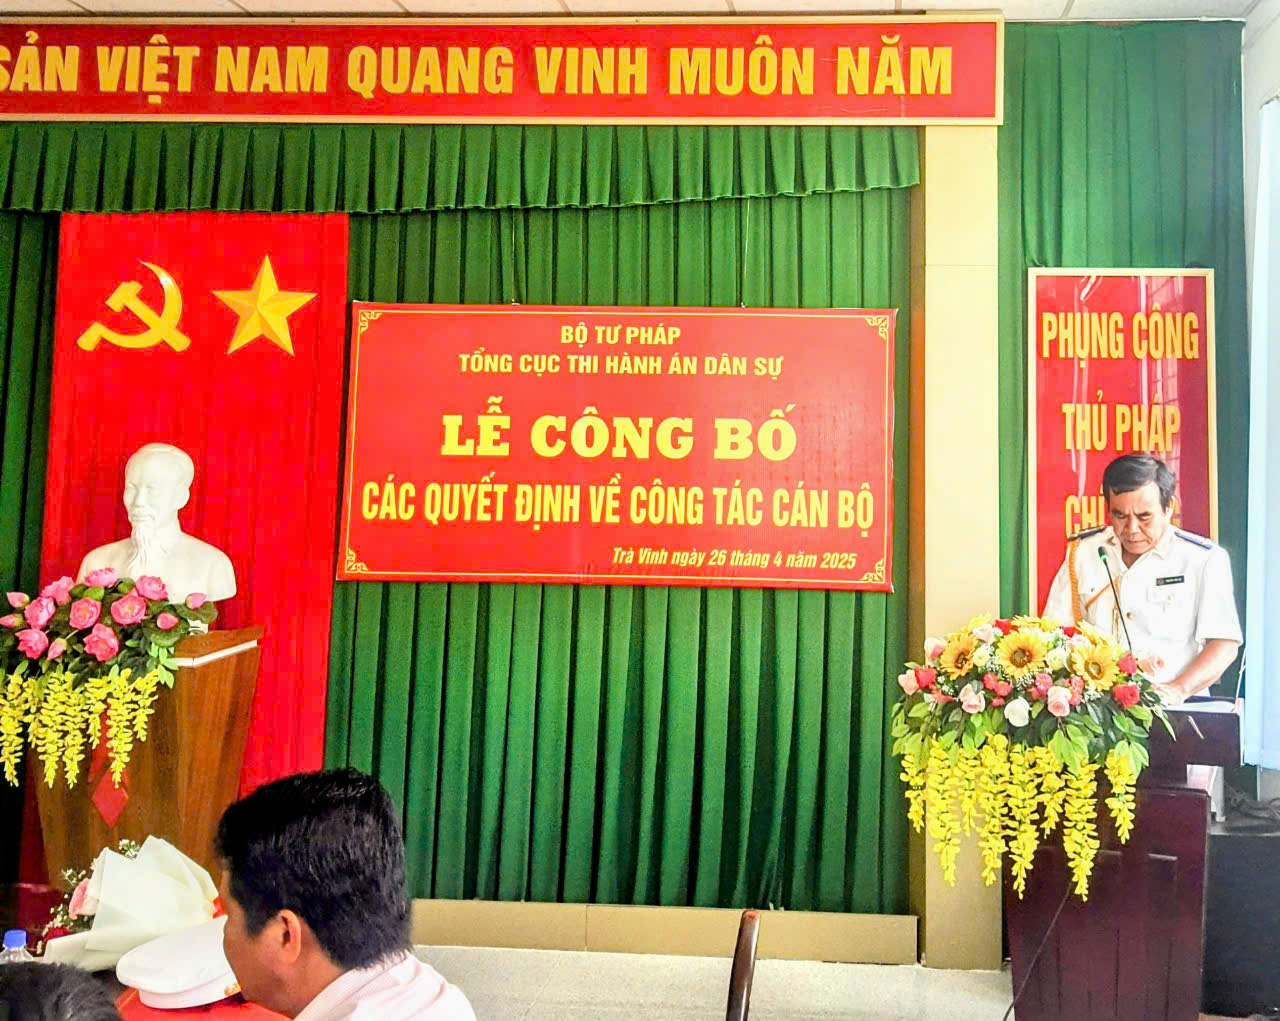 SẢN VIỆT NAM QUANG VINH MUÔN NĂM
BỘ TƯ PHÁP
TỔNG CỤC THI HÀNH ÁN DÂN SỰ
LỄ CÔNG BỐ
CÁC QUYẾT ĐỊNH VỀ CÔNG TÁC CÁN BỘ
Trà Vinh ngày 26 tháng 4 năm 2025
PHỤNG CÔNG
THỦ PHÁP